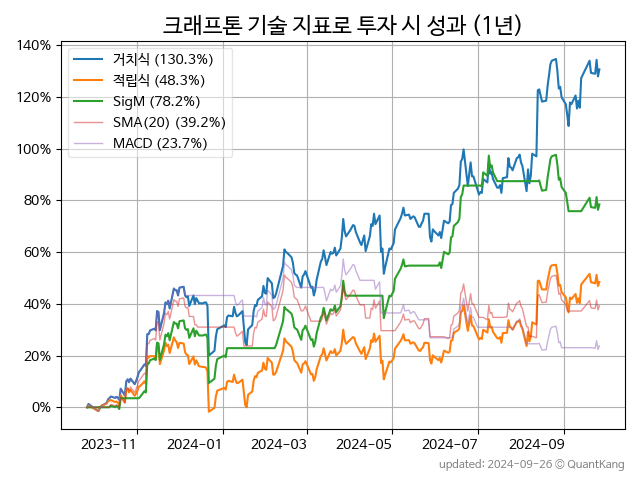 크래프톤 기술 지표로 투자 시 성과 (1년)
거치식 (130.3%)
적립식 (48.3%)
SigM (78.2%)
SMA(20) (39.2%)
MACD (23.7%)
140%
120%
100%
80%
60%
40%
20%
0%
2023-11 2024-01 2024-03 2024-05 2024-07 2024-09
updated: 2024-09-26 © QuantKang